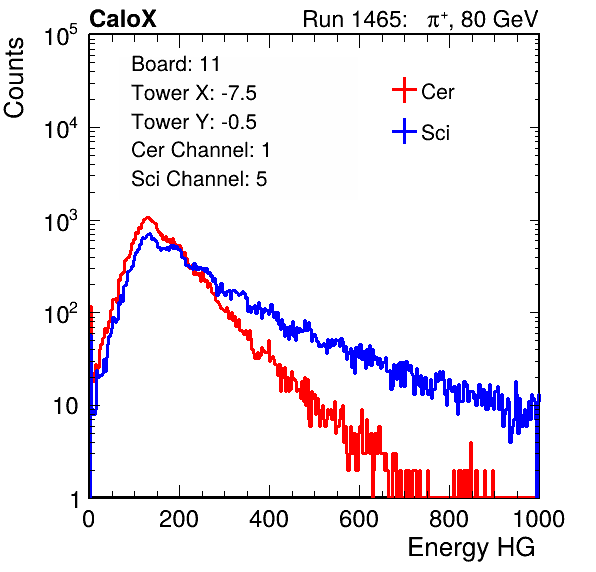 CaloX Run 1465: π⁺, 80 GeV
Counts
Board: 11
Tower X: -7.5
Tower Y: -0.5
Cer Channel: 1
Sci Channel: 5
Cer
Sci
10⁵
10⁴
10³
10²
10
1
0 200 400 600 800 1000
Energy HG